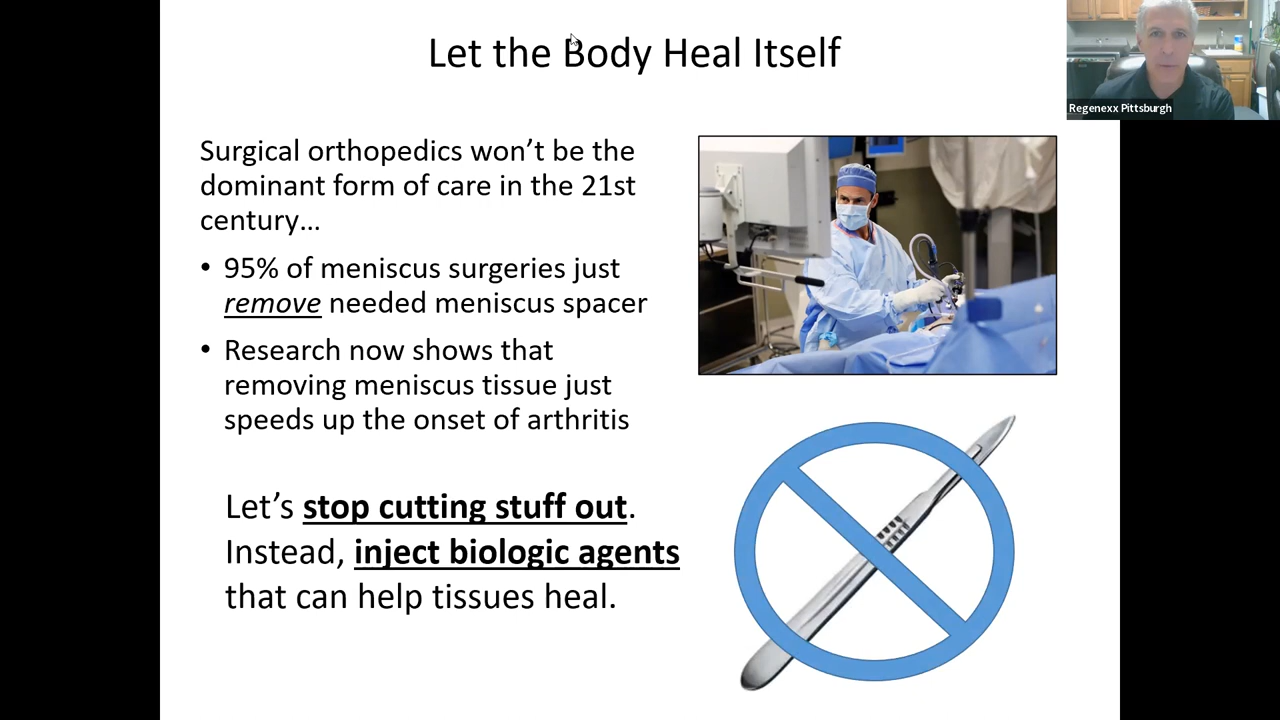 Let the Body Heal Itself
Regenexx Pittsburgh
Surgical orthopedics won’t be the
dominant form of care in the 21st
century…
• 95% of meniscus surgeries just
remove needed meniscus spacer
• Research now shows that
removing meniscus tissue just
speeds up the onset of arthritis
Let’s stop cutting stuff out.
Instead, inject biologic agents
that can help tissues heal.